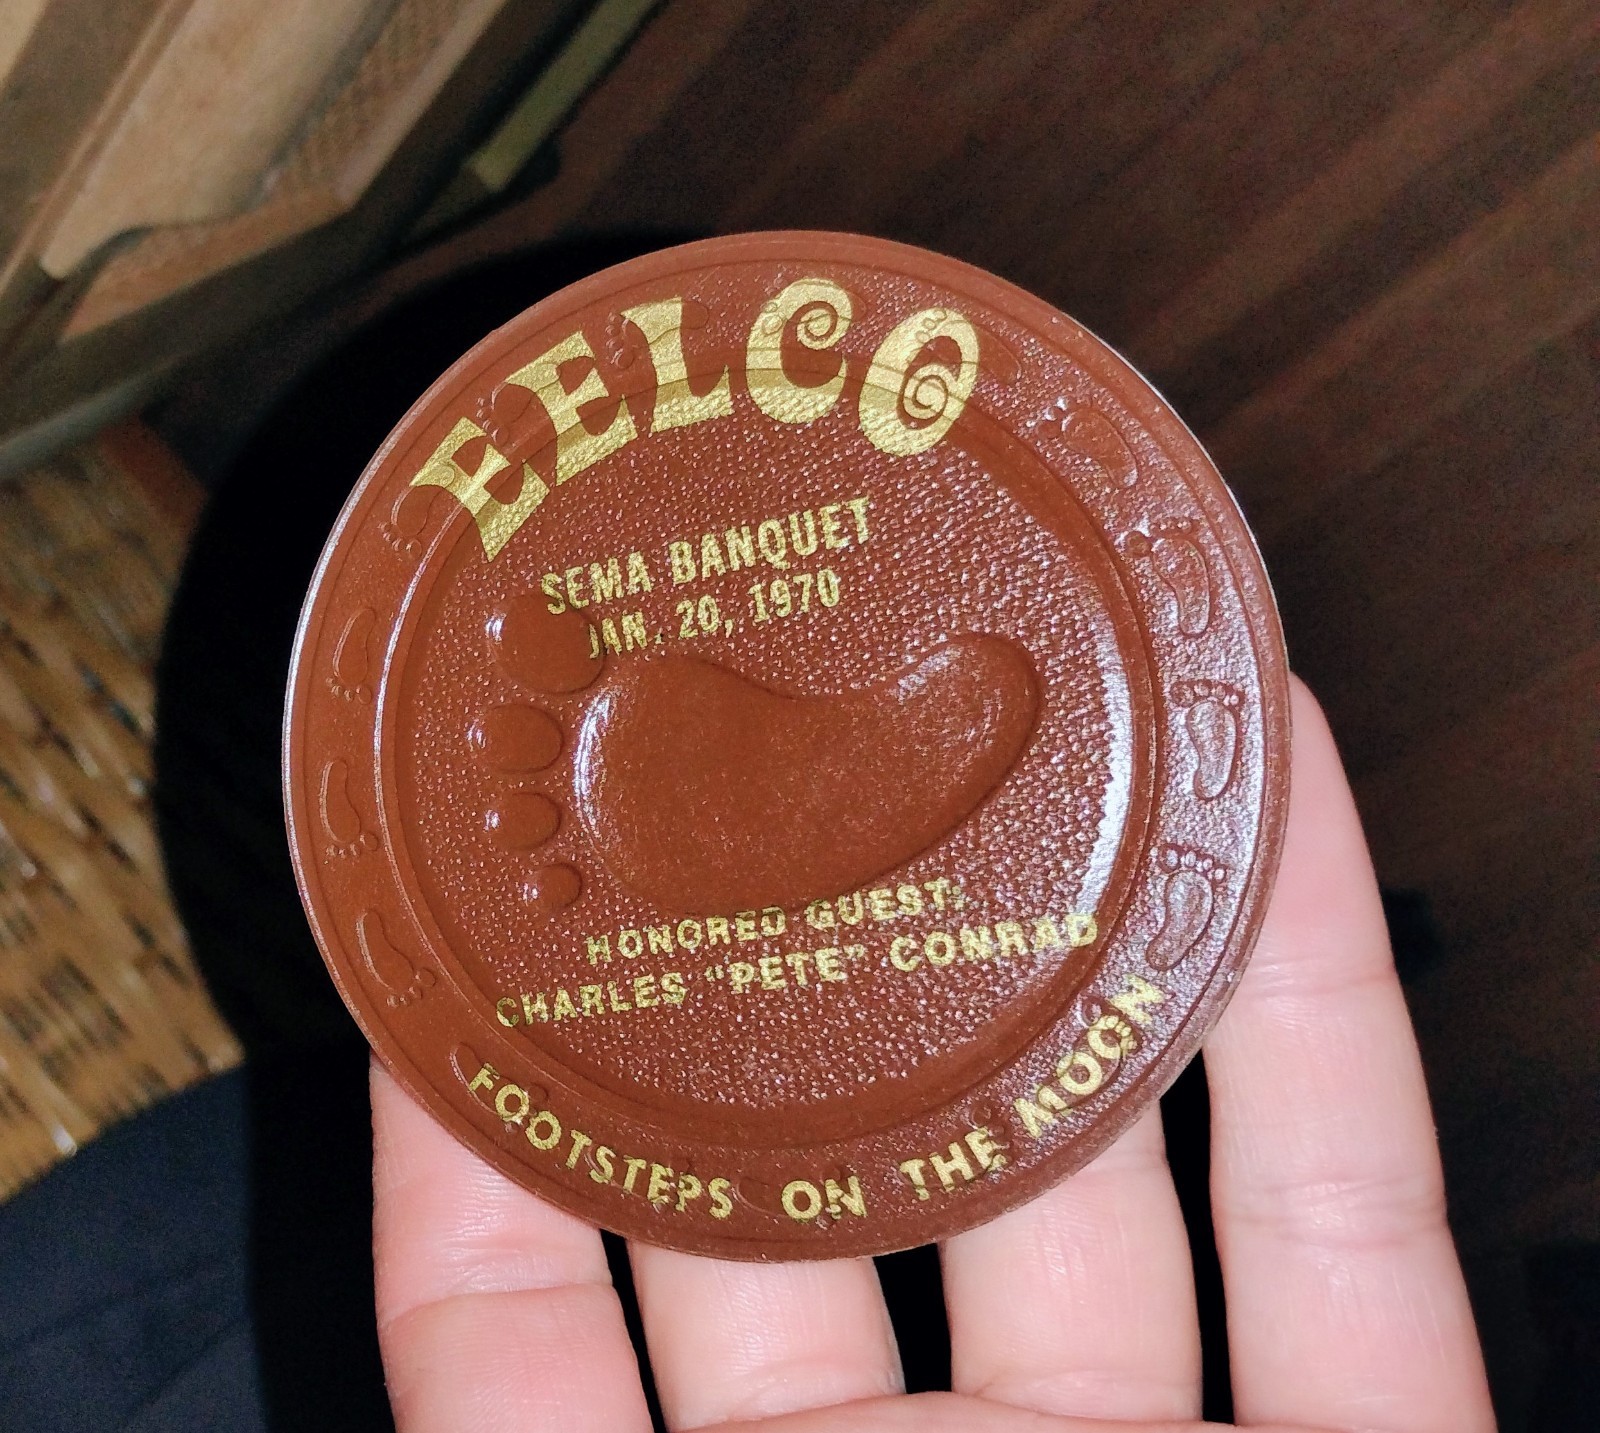 EELCO
SEMA BANQUET
JAN. 20, 1970
HONORED GUEST:
CHARLES "PETE" CONRAD
FOOTSTEPS ON THE MOON